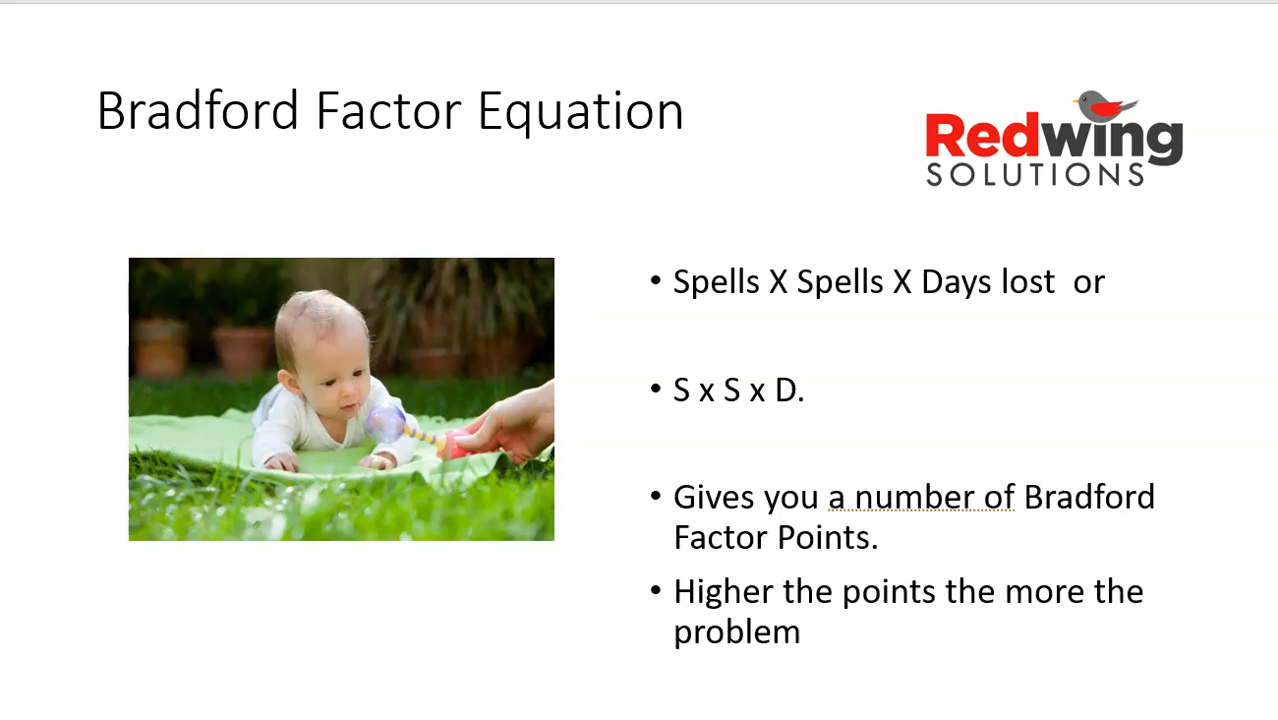 Bradford Factor Equation
Redwing
SOLUTIONS
• Spells X Spells X Days lost  or
• S x S x D.
• Gives you a number of Bradford
Factor Points.
• Higher the points the more the
problem